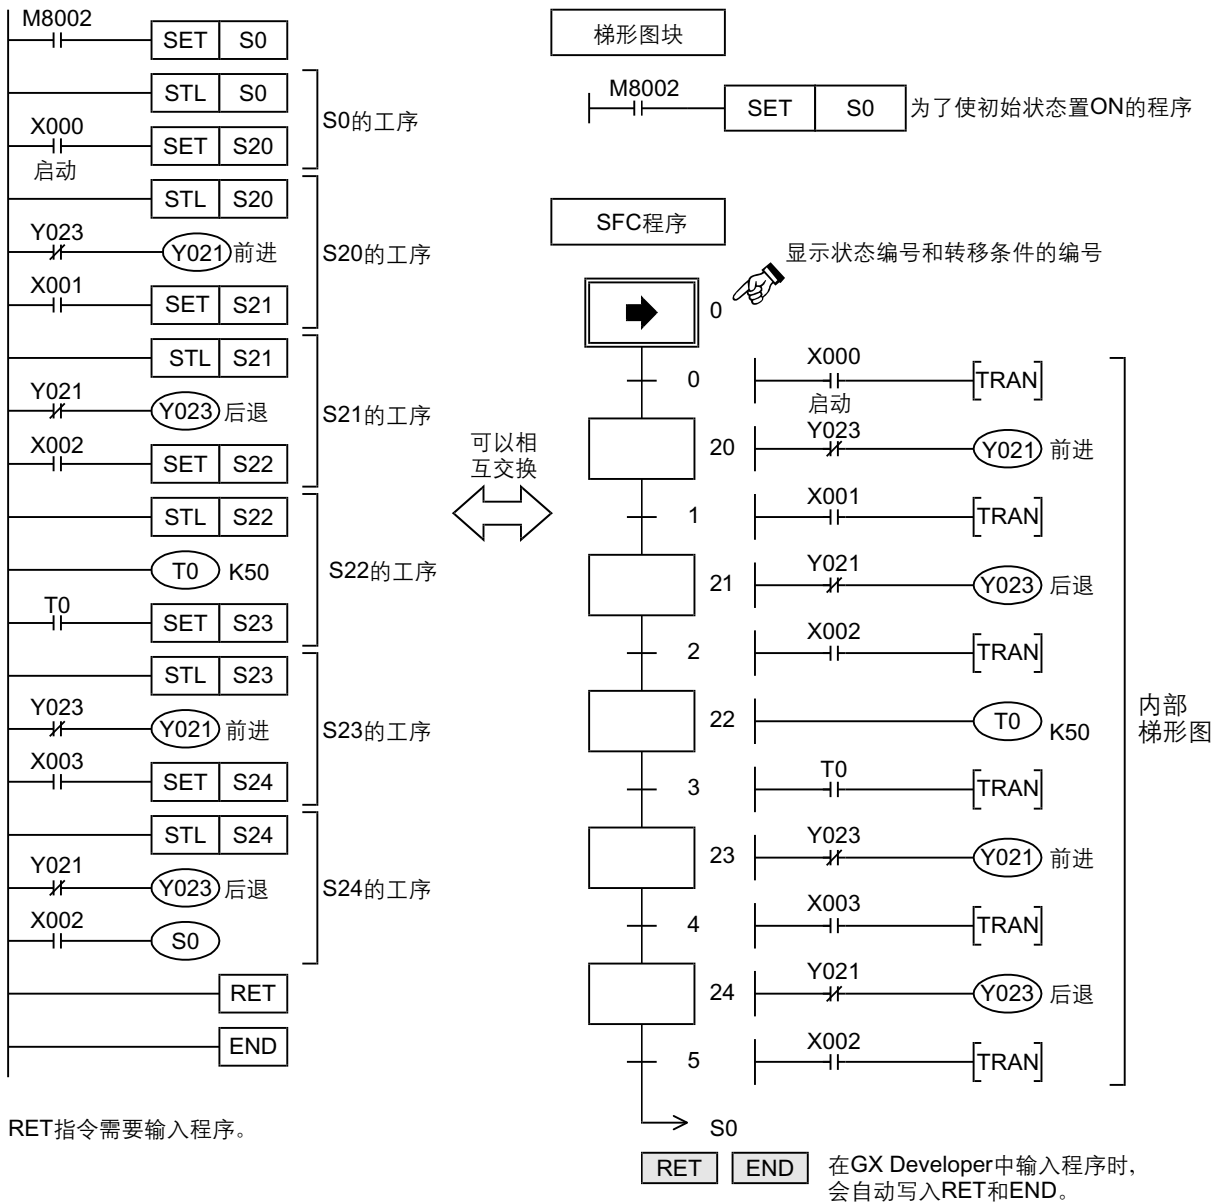 M8002
SET S0
STL S0
X000
SET S20
启动
S0的工序
STL S20
Y023
Y021 前进
X001
SET S21
S20的工序
STL S21
Y021
Y023 后退
X002
SET S22
S21的工序
STL S22
T0 K50
T0
SET S23
S22的工序
STL S23
Y023
Y021 前进
X003
SET S24
S23的工序
STL S24
Y021
Y023 后退
X002
S0
S24的工序
RET
END
RET指令需要输入程序。
可以相
互交换
梯形图块
M8002
SET S0 为了使初始状态置ON的程序
SFC程序
显示状态编号和转移条件的编号
0
0
X000
TRAN
启动
20
Y023
Y021 前进
1
X001
TRAN
21
Y021
Y023 后退
2
X002
TRAN
22
T0 K50
3
T0
TRAN
23
Y023
Y021 前进
4
X003
TRAN
24
Y021
Y023 后退
5
X002
TRAN
内部
梯形图
S0
RET END
在GX Developer中输入程序时,
会自动写入RET和END。